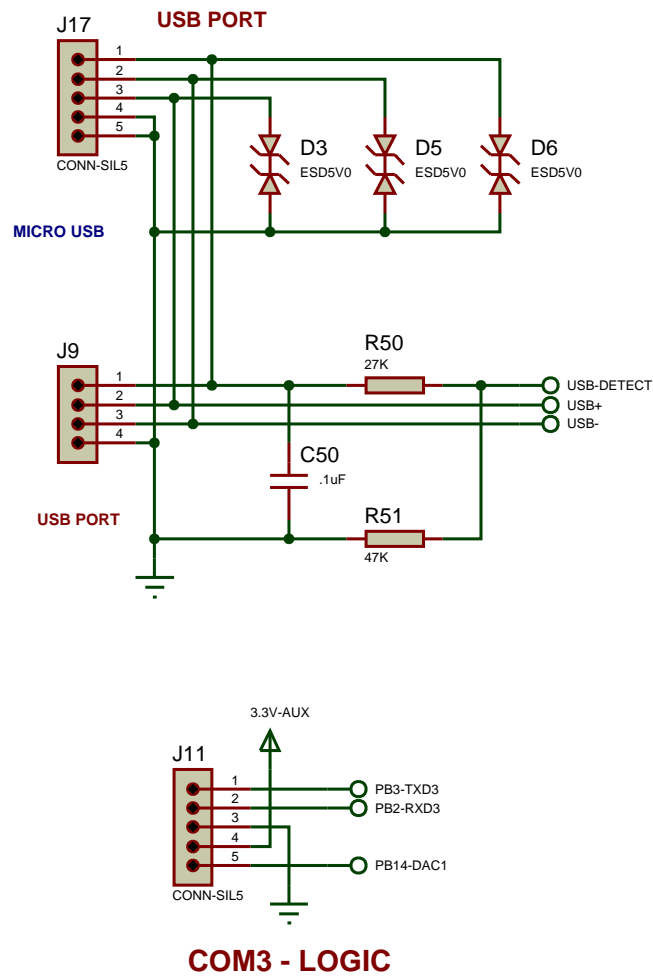 USB PORT
J17
1
2
3
4
5
CONN-SIL5
D3
ESD5V0
D5
ESD5V0
D6
ESD5V0
MICRO USB
J9
1
2
3
4
R50
27K
USB-DETECT
USB+
USB-
C50
.1uF
USB PORT
R51
47K
3.3V-AUX
J11
1
2
3
4
5
PB3-TXD3
PB2-RXD3
PB14-DAC1
CONN-SIL5
COM3 - LOGIC